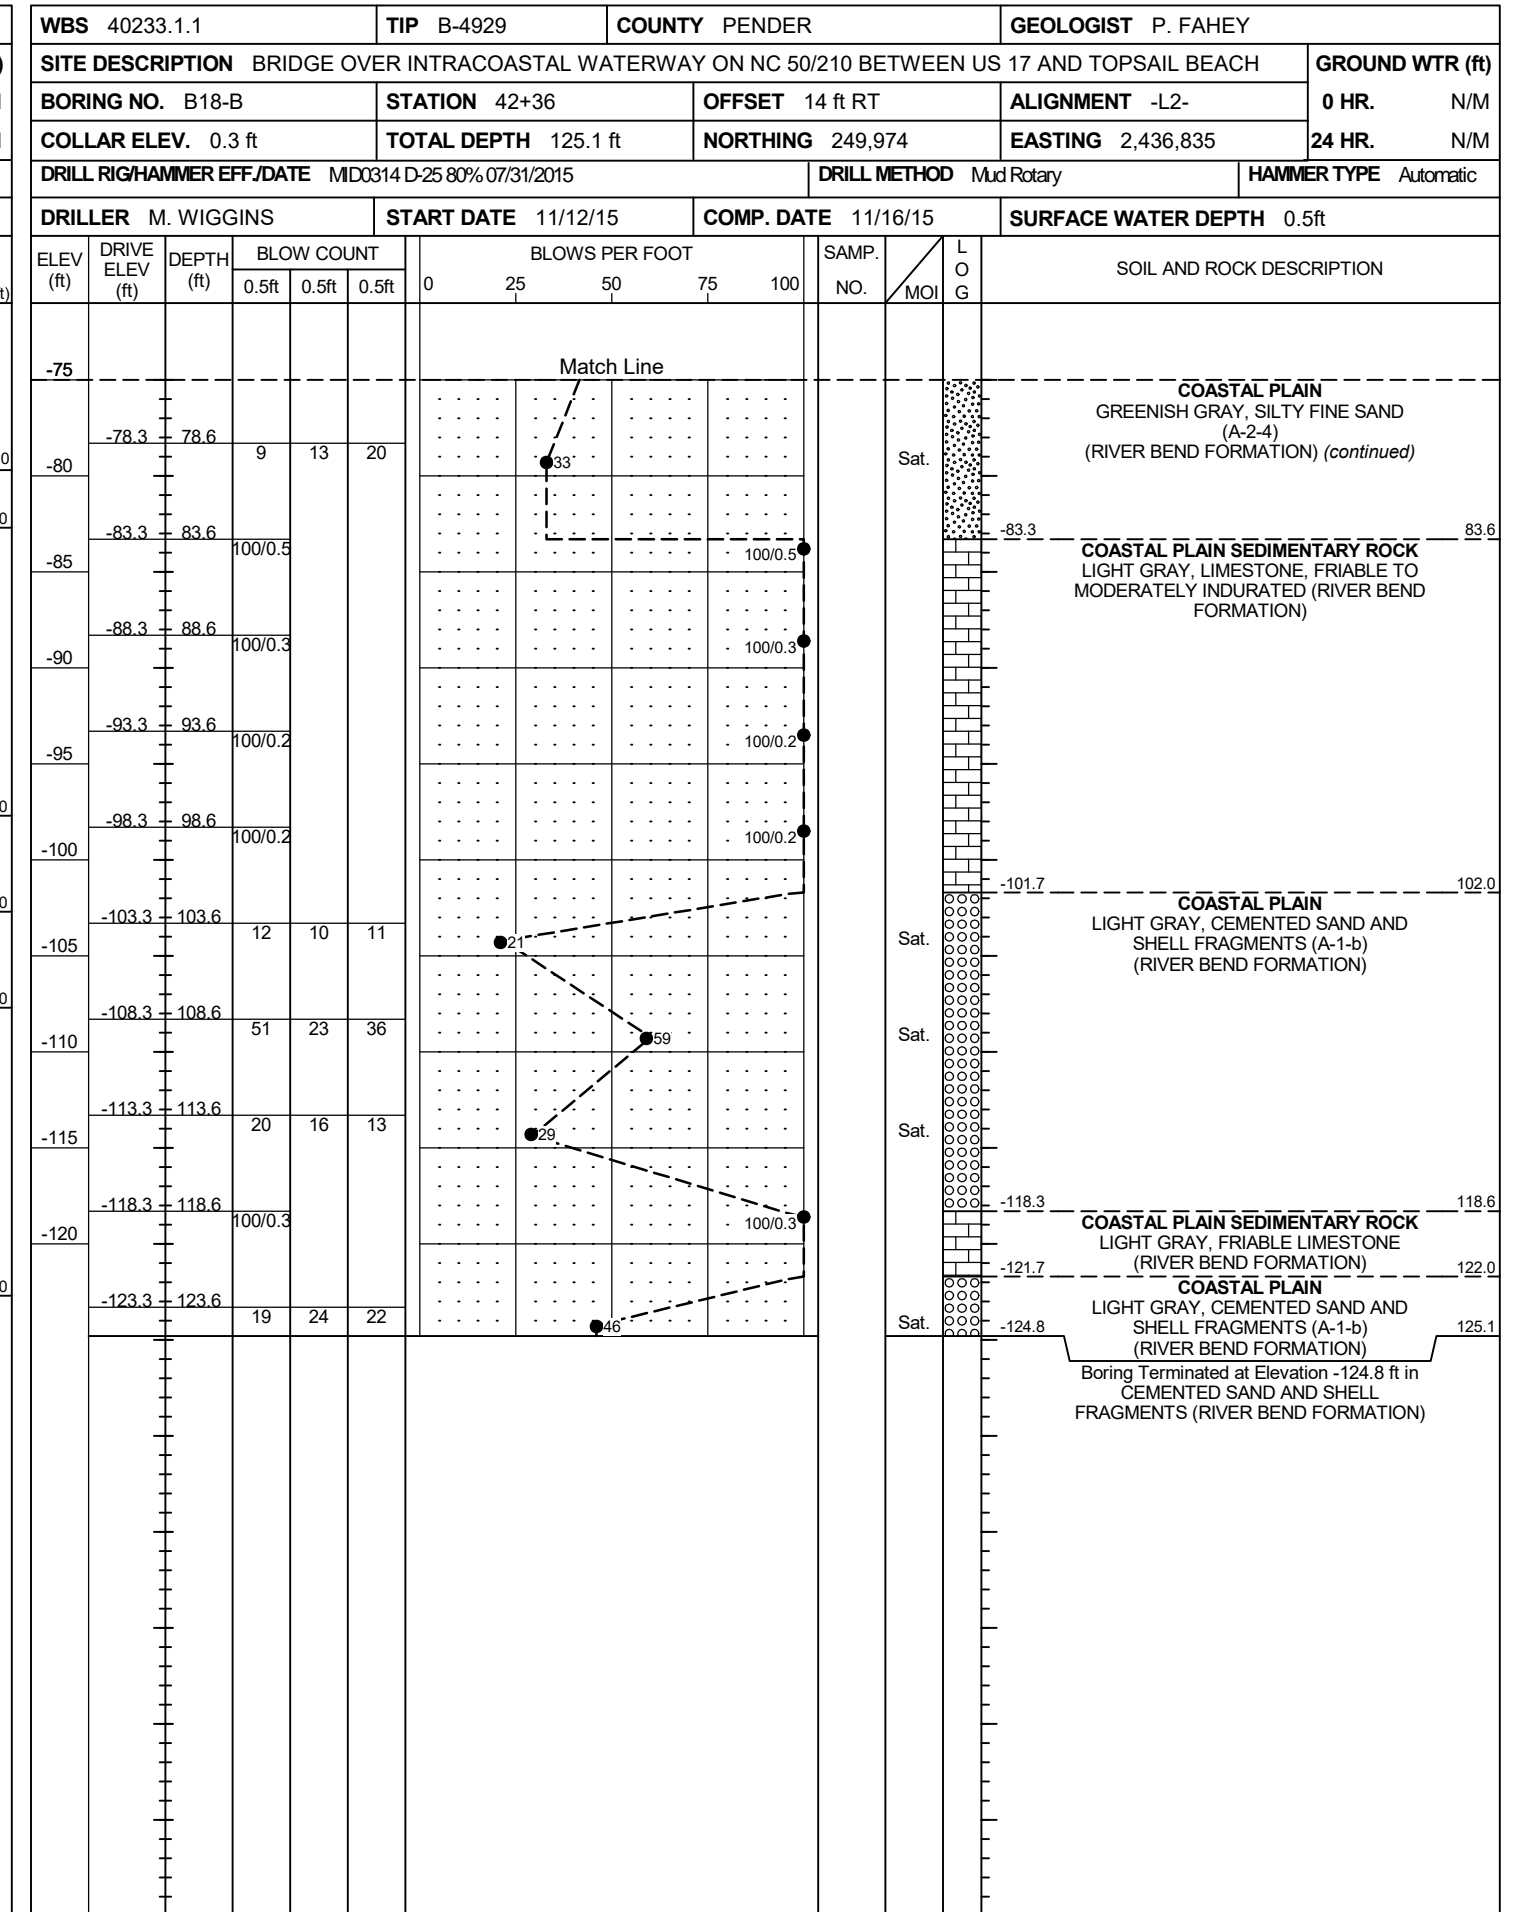 WBS 40233.1.1 TIP B-4929 COUNTY PENDER GEOLOGIST P. FAHEY
SITE DESCRIPTION BRIDGE OVER INTRACOASTAL WATERWAY ON NC 50/210 BETWEEN US 17 AND TOPSAIL BEACH GROUND WTR (ft)
BORING NO. B18-B STATION 42+36 OFFSET 14 ft RT ALIGNMENT -L2- 0 HR. N/M
COLLAR ELEV. 0.3 ft TOTAL DEPTH 125.1 ft NORTHING 249,974 EASTING 2,436,835 24 HR. N/M
DRILL RIG/HAMMER EFF./DATE MID0314 D-25 80% 07/31/2015 DRILL METHOD Mud Rotary HAMMER TYPE Automatic
DRILLER M. WIGGINS START DATE 11/12/15 COMP. DATE 11/16/15 SURFACE WATER DEPTH 0.5ft
ELEV (ft) DRIVE ELEV (ft) DEPTH (ft) BLOW COUNT BLOWS PER FOOT SAMP. NO. MOI LOG SOIL AND ROCK DESCRIPTION
0.5ft 0.5ft 0.5ft 0 25 50 75 100
Match Line
-75
COASTAL PLAIN
GREENISH GRAY, SILTY FINE SAND
(A-2-4)
(RIVER BEND FORMATION) (continued)
-78.3 78.6 9 13 20 33 Sat.
-80
-83.3 83.6 100/0.5 100/0.5 -83.3 83.6
-85
COASTAL PLAIN SEDIMENTARY ROCK
LIGHT GRAY, LIMESTONE, FRIABLE TO
MODERATELY INDURATED (RIVER BEND
FORMATION)
-88.3 88.6 100/0.3 100/0.3
-90
-93.3 93.6 100/0.2 100/0.2
-95
-98.3 98.6 100/0.2 100/0.2
-100
-101.7 102.0
COASTAL PLAIN
LIGHT GRAY, CEMENTED SAND AND
SHELL FRAGMENTS (A-1-b)
(RIVER BEND FORMATION)
-103.3 103.6 12 10 11 21 Sat.
-105
-108.3 108.6 51 23 36 59 Sat.
-110
-113.3 113.6 20 16 13 29 Sat.
-115
-118.3 118.6 100/0.3 100/0.3 -118.3 118.6
-120
COASTAL PLAIN SEDIMENTARY ROCK
LIGHT GRAY, FRIABLE LIMESTONE
(RIVER BEND FORMATION)
-121.7 122.0
COASTAL PLAIN
LIGHT GRAY, CEMENTED SAND AND
SHELL FRAGMENTS (A-1-b)
(RIVER BEND FORMATION)
-123.3 123.6 19 24 22 46 Sat.
-124.8 125.1
Boring Terminated at Elevation -124.8 ft in
CEMENTED SAND AND SHELL
FRAGMENTS (RIVER BEND FORMATION)